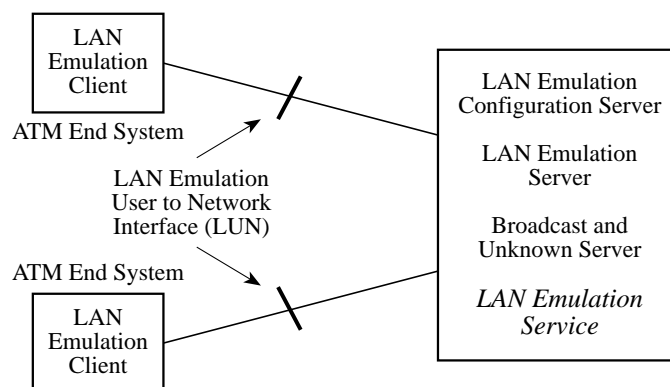 LAN
Emulation
Client
ATM End System
LAN Emulation
User to Network
Interface (LUN)
ATM End System
LAN
Emulation
Client
LAN Emulation
Configuration Server
LAN Emulation
Server
Broadcast and
Unknown Server
LAN Emulation
Service